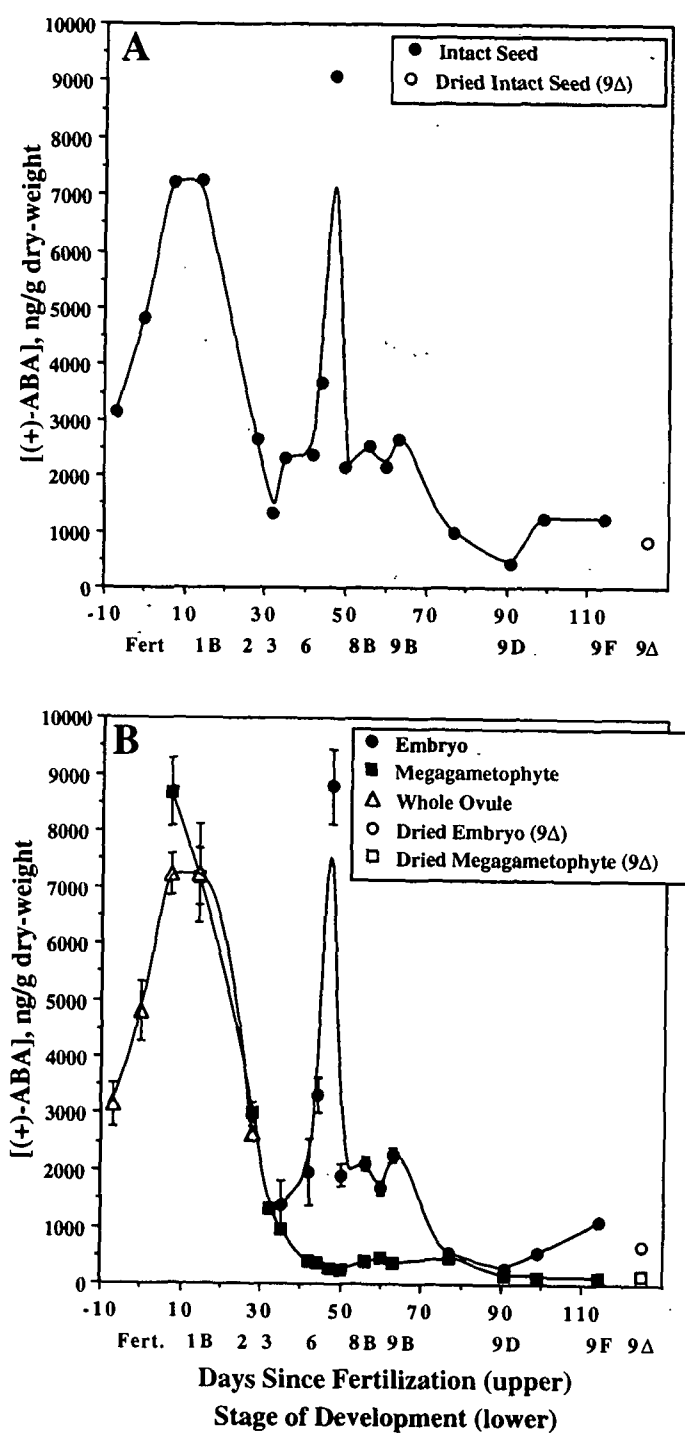 A
Intact Seed
Dried Intact Seed (9Δ)
[(+)-ABA], ng/g dry-weight
10000
9000
8000
7000
6000
5000
4000
3000
2000
1000
0
-10 10 30 50 70 90 110
Fert 1B 2 3 6 8B 9B 9D 9F 9Δ
B
Embryo
Megagametophyte
Whole Ovule
Dried Embryo (9Δ)
Dried Megagametophyte (9Δ)
[(+)-ABA], ng/g dry-weight
10000
9000
8000
7000
6000
5000
4000
3000
2000
1000
0
-10 10 30 50 70 90 110
Fert. 1B 2 3 6 8B 9B 9D 9F 9Δ
Days Since Fertilization (upper)
Stage of Development (lower)